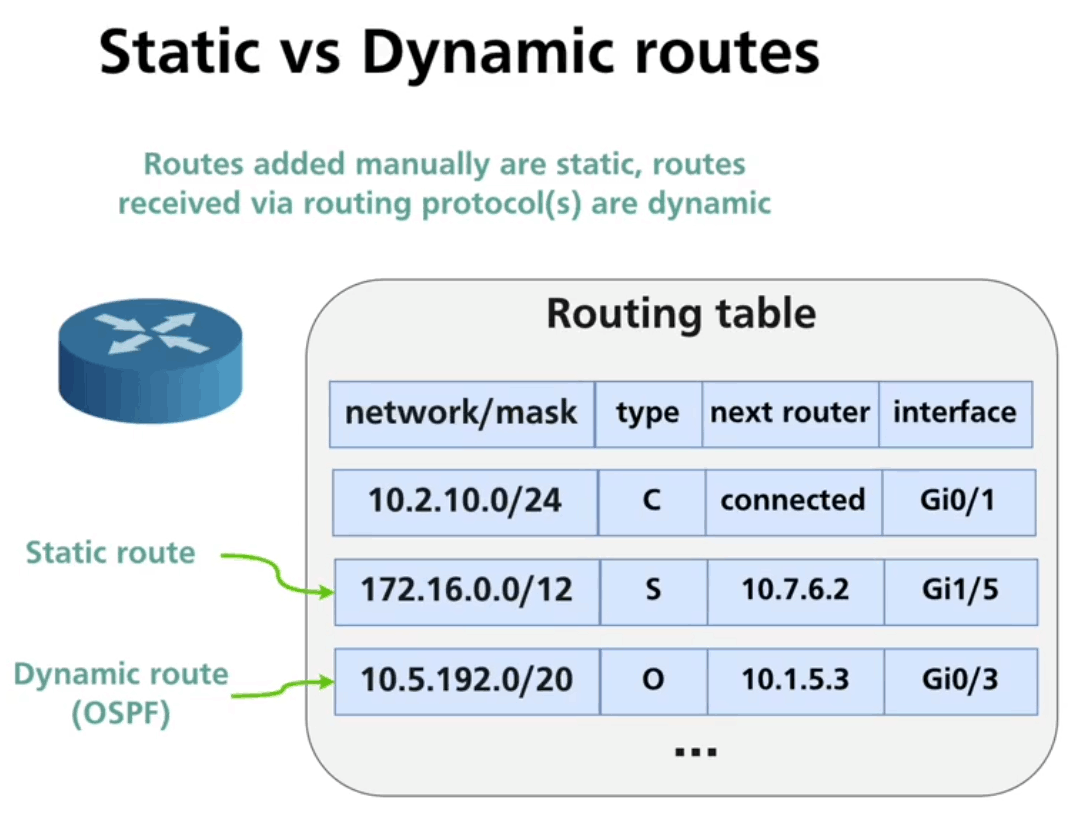 Static vs Dynamic routes
Routes added manually are static, routes
received via routing protocol(s) are dynamic
Routing table
network/mask type next router interface
10.2.10.0/24 C connected Gi0/1
Static route
172.16.0.0/12 S 10.7.6.2 Gi1/5
Dynamic route
(OSPF)
10.5.192.0/20 O 10.1.5.3 Gi0/3
...